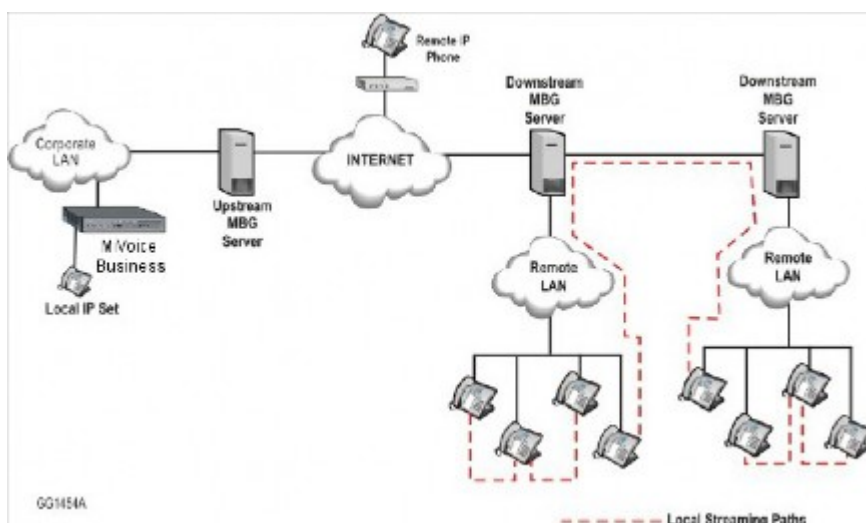 Remote IP
Phone
Downstream
MBG
Server
Downstream
MBG
Server
Corporate
LAN
INTERNET
Upstream
MBG
Server
MiVoice
Business
Remote
LAN
Remote
LAN
Local IP Set
GG1454A
Local Streaming Paths